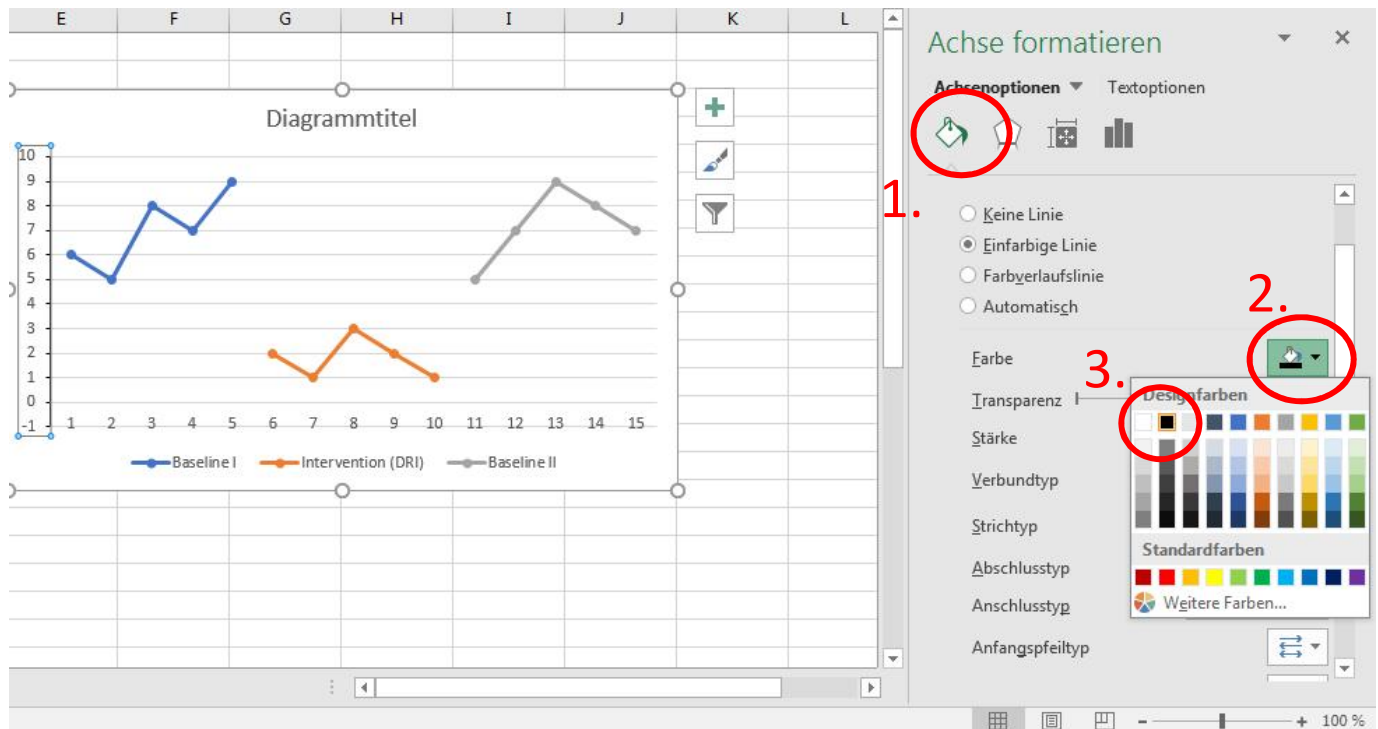 E F G H I J K L
Diagrammtitel
10
9
8
7
6
5
4
3
2
1
0
-1
1 2 3 4 5 6 7 8 9 10 11 12 13 14 15
Baseline I Intervention (DRI) Baseline II
Achse formatieren
Achsenoptionen Textoptionen
1.
Keine Linie
Einfarbige Linie
Farbverlaufslinie
Automatisch
2.
Farbe
3.
Transparenz
Designfarben
Stärke
Verbundtyp
Strichtyp
Standardfarben
Abschlusstyp
Anschlusstyp
Weitere Farben...
Anfangspfeiltyp
- + 100 %